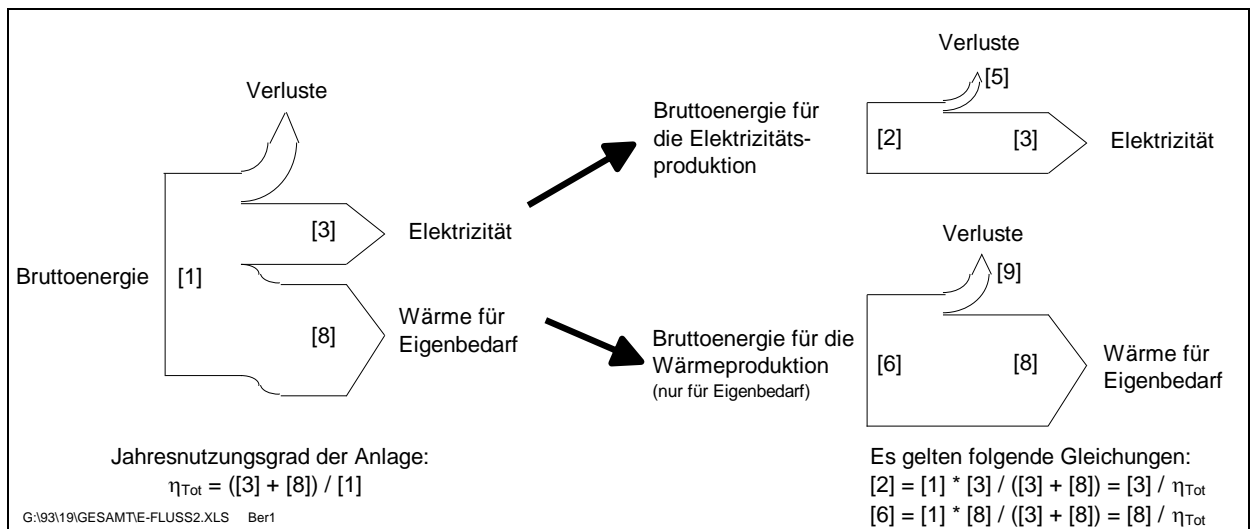 Verluste
[3]
Elektrizität
Bruttoenergie
[1]
[8]
Wärme für
Eigenbedarf
Jahresnutzungsgrad der Anlage:
ηTot = ([3] + [8]) / [1]
G:\93\19\GESAMT\E-FLUSS2.XLS Ber1
Bruttoenergie für
die Elektrizitäts-
produktion
Verluste
[5]
[2]
[3]
Elektrizität
Bruttoenergie für die
Wärmeproduktion
(nur für Eigenbedarf)
Verluste
[9]
[6]
[8]
Wärme für
Eigenbedarf
Es gelten folgende Gleichungen:
[2] = [1] * [3] / ([3] + [8]) = [3] / ηTot
[6] = [1] * [8] / ([3] + [8]) = [8] / ηTot